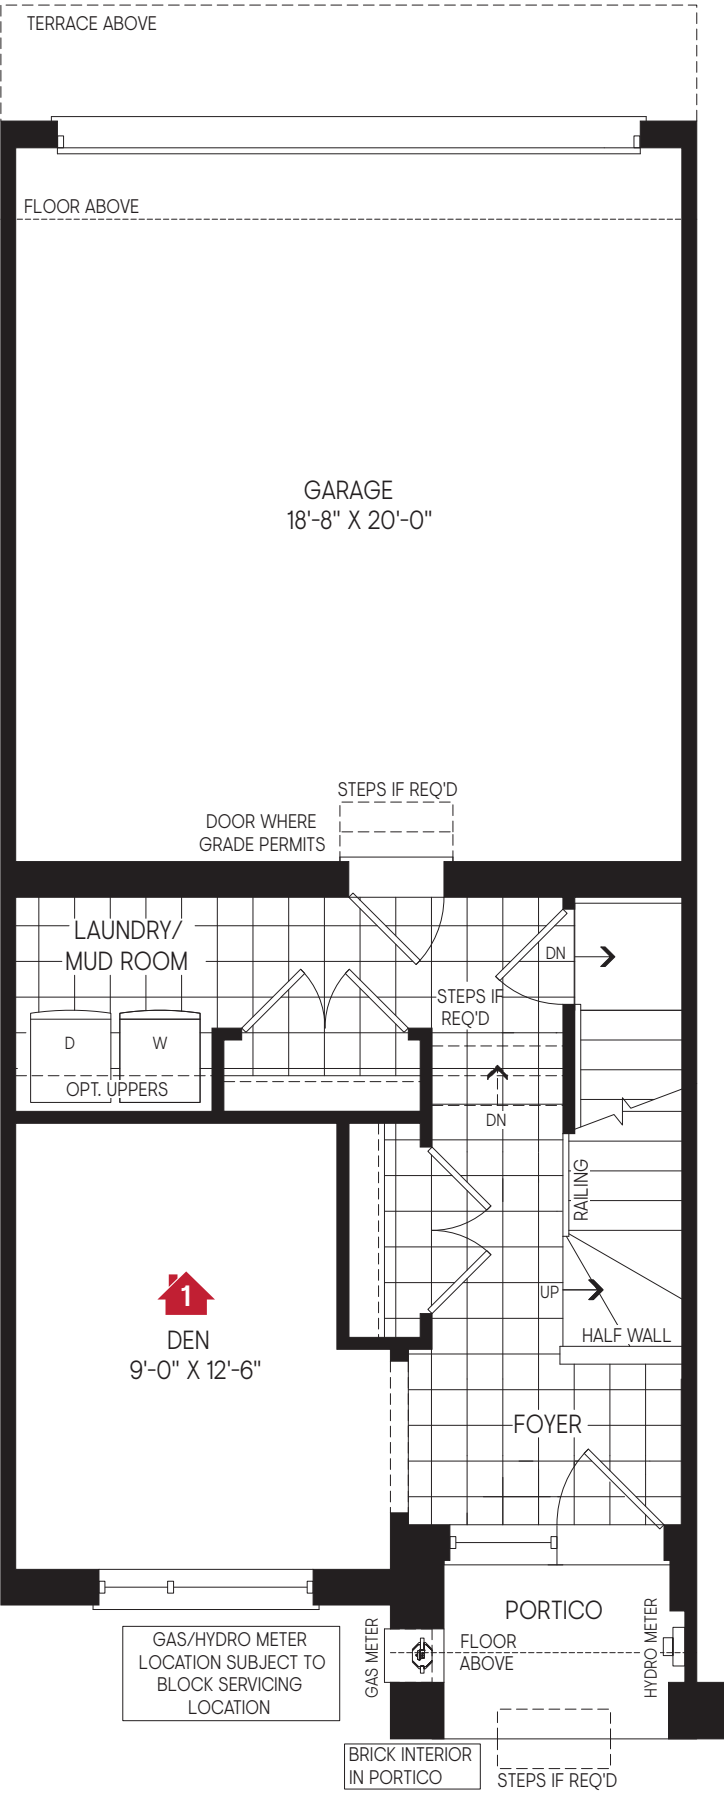 TERRACE ABOVE
FLOOR ABOVE
GARAGE
18'-8" X 20'-0"
STEPS IF REQ'D
DOOR WHERE
GRADE PERMITS
LAUNDRY/
MUD ROOM
DN
STEPS IF
REQ'D
D
W
OPT. UPPERS
DN
RAILING
1
UP
DEN
9'-0" X 12'-6"
HALF WALL
FOYER
PORTICO
GAS METER
FLOOR
ABOVE
HYDRO METER
GAS/HYDRO METER
LOCATION SUBJECT TO
BLOCK SERVICING
LOCATION
BRICK INTERIOR
IN PORTICO
STEPS IF REQ'D